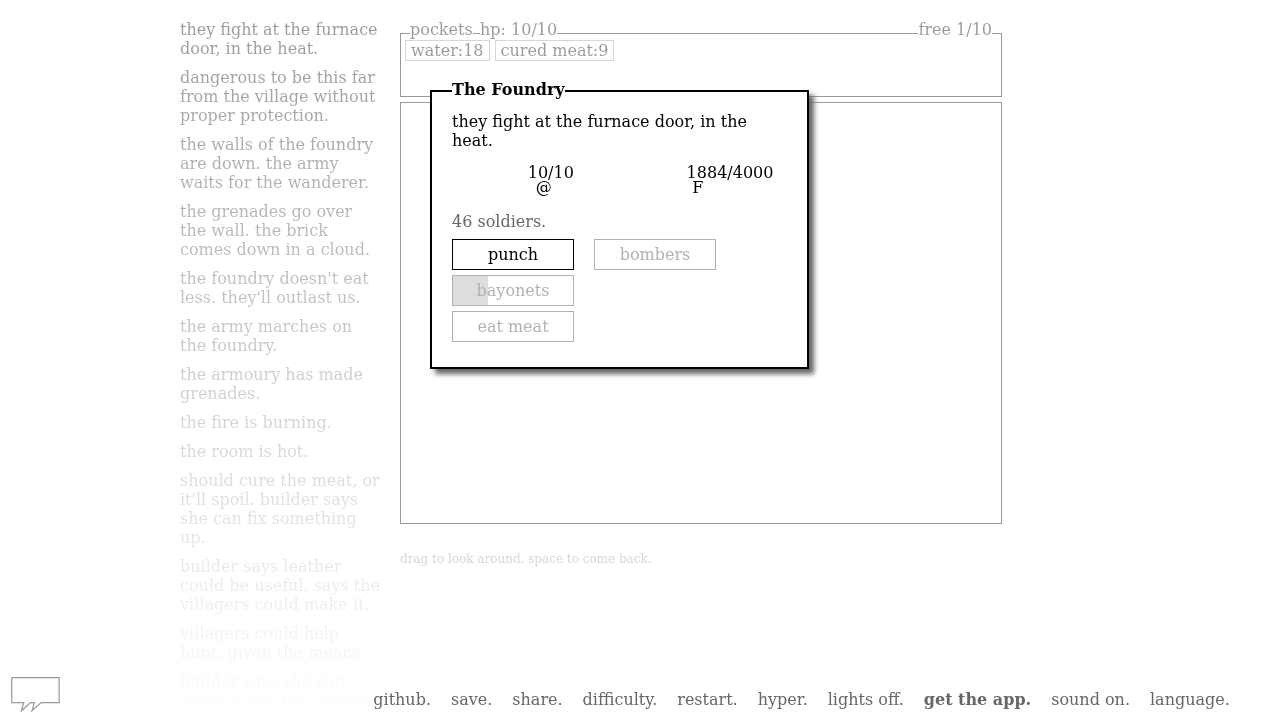 they fight at the furnace
door, in the heat.
dangerous to be this far
from the village without
proper protection.
the walls of the foundry
are down. the army
waits for the wanderer.
the grenades go over
the wall. the brick
comes down in a cloud.
the foundry doesn't eat
less. they'll outlast us.
the army marches on
the foundry.
the armoury has made
grenades.
the fire is burning.
the room is hot.
should cure the meat, or
it'll spoil. builder says
she can fix something
up.
builder says leather
could be useful. says the
villagers could make it.
villagers could help
hunt, given the means.
builder says she can
pockets hp: 10/10 free 1/10
water:18 cured meat:9
The Foundry
they fight at the furnace door, in the
heat.
10/10 1884/4000
@ F
46 soldiers.
punch bombers
bayonets
eat meat
drag to look around. space to come back.
github. save. share. difficulty. restart. hyper. lights off. get the app. sound on. language.